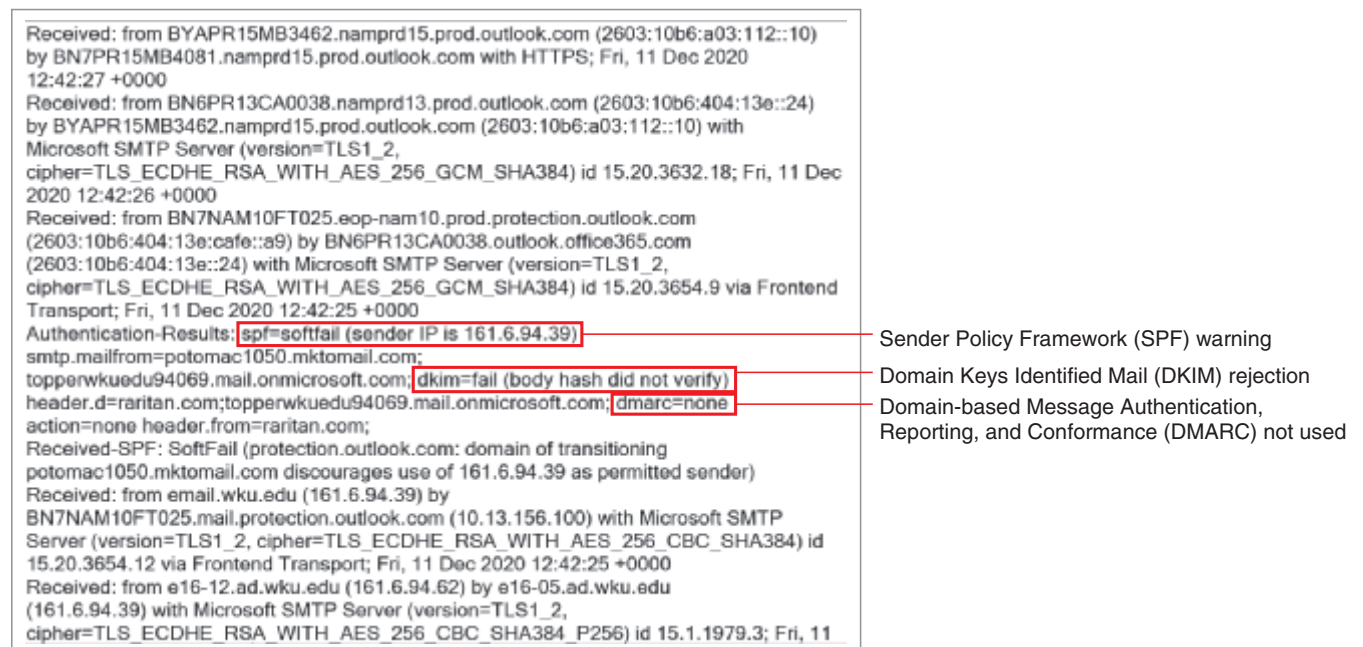 Received: from BYAPR15MB3462.namprd15.prod.outlook.com (2603:10b6:a03:112::10)
by BN7PR15MB4081.namprd15.prod.outlook.com with HTTPS; Fri, 11 Dec 2020
12:42:27 +0000
Received: from BN6PR13CA0038.namprd13.prod.outlook.com (2603:10b6:404:13e::24)
by BYAPR15MB3462.namprd15.prod.outlook.com (2603:10b6:a03:112::10) with
Microsoft SMTP Server (version=TLS1_2,
cipher=TLS_ECDHE_RSA_WITH_AES_256_GCM_SHA384) id 15.20.3632.18; Fri, 11 Dec
2020 12:42:26 +0000
Received: from BN7NAM10FT025.eop-nam10.prod.protection.outlook.com
(2603:10b6:404:13e:cafe::a9) by BN6PR13CA0038.outlook.office365.com
(2603:10b6:404:13e::24) with Microsoft SMTP Server (version=TLS1_2,
cipher=TLS_ECDHE_RSA_WITH_AES_256_GCM_SHA384) id 15.20.3654.9 via Frontend
Transport; Fri, 11 Dec 2020 12:42:25 +0000
Authentication-Results: spf=softfail (sender IP is 161.6.94.39)
smtp.mailfrom=potomac1050.mktomail.com;
topperwkuedu94069.mail.onmicrosoft.com; dkim=fail (body hash did not verify)
header.d=raritan.com;topperwkuedu94069.mail.onmicrosoft.com; dmarc=none
action=none header.from=raritan.com;
Received-SPF: SoftFail (protection.outlook.com: domain of transitioning
potomac1050.mktomail.com discourages use of 161.6.94.39 as permitted sender)
Received: from email.wku.edu (161.6.94.39) by
BN7NAM10FT025.mail.protection.outlook.com (10.13.156.100) with Microsoft SMTP
Server (version=TLS1_2, cipher=TLS_ECDHE_RSA_WITH_AES_256_CBC_SHA384) id
15.20.3654.12 via Frontend Transport; Fri, 11 Dec 2020 12:42:25 +0000
Received: from e16-12.ad.wku.edu (161.6.94.62) by e16-05.ad.wku.edu
(161.6.94.39) with Microsoft SMTP Server (version=TLS1_2,
cipher=TLS_ECDHE_RSA_WITH_AES_256_CBC_SHA384_P256) id 15.1.1979.3; Fri, 11
Sender Policy Framework (SPF) warning
Domain Keys Identified Mail (DKIM) rejection
Domain-based Message Authentication,
Reporting, and Conformance (DMARC) not used